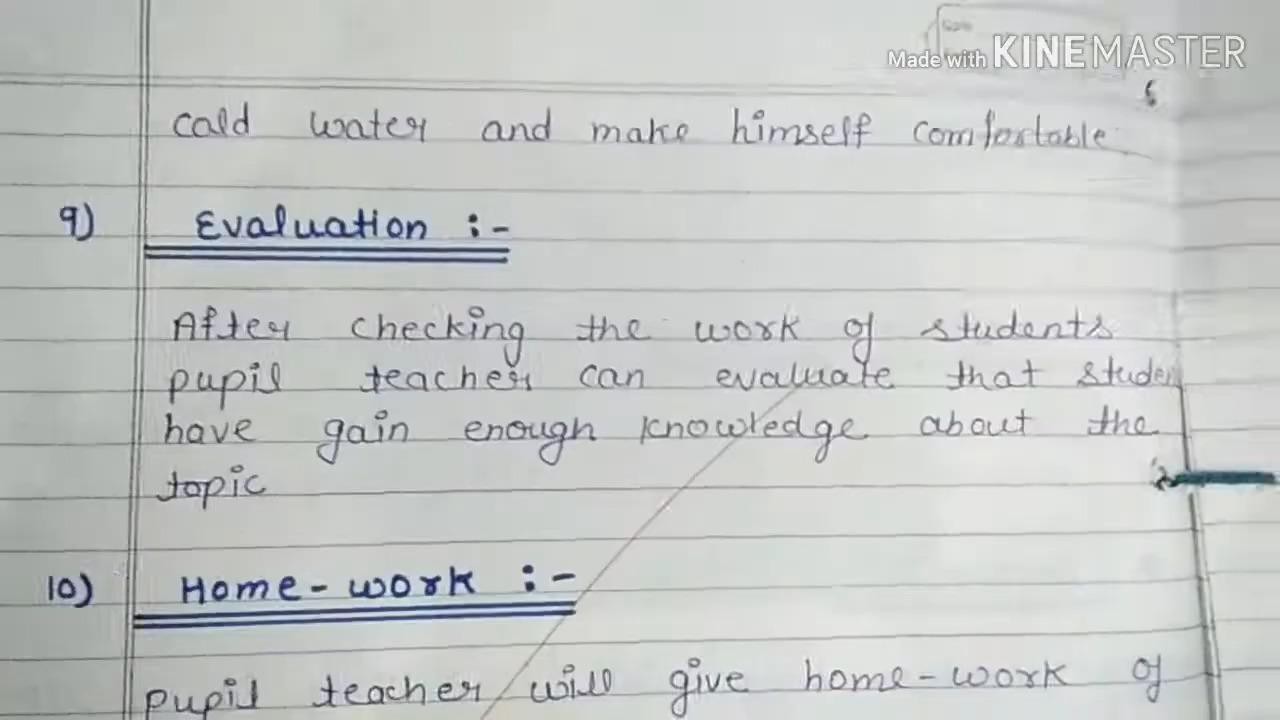 Made with KINEMASTER
cald water and make himself comfortable
9) Evaluation :-
After checking the work of students
pupil teacher can evaluate that studen
have gain enough knowledge about the
topic
10) Home-work :-
pupil teacher will give home-work of